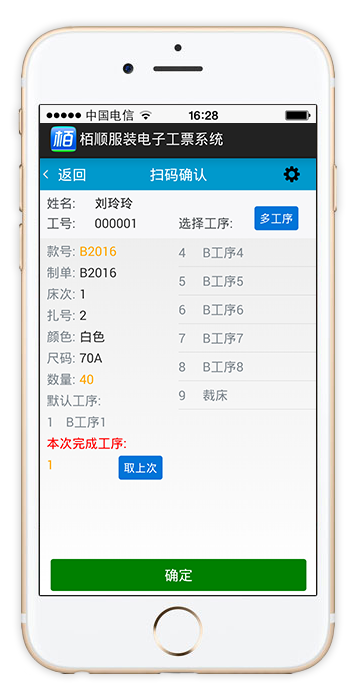 中国电信 16:28
栢 栢顺服装电子工票系统
返回 扫码确认
姓名: 刘玲玲
工号: 000001 选择工序: 多工序
款号: B2016
制单: B2016
床次: 1
扎号: 2
颜色: 白色
尺码: 70A
数量: 40
默认工序:
1 B工序1
本次完成工序:
1 取上次
4 B工序4
5 B工序5
6 B工序6
7 B工序7
8 B工序8
9 裁床
确定